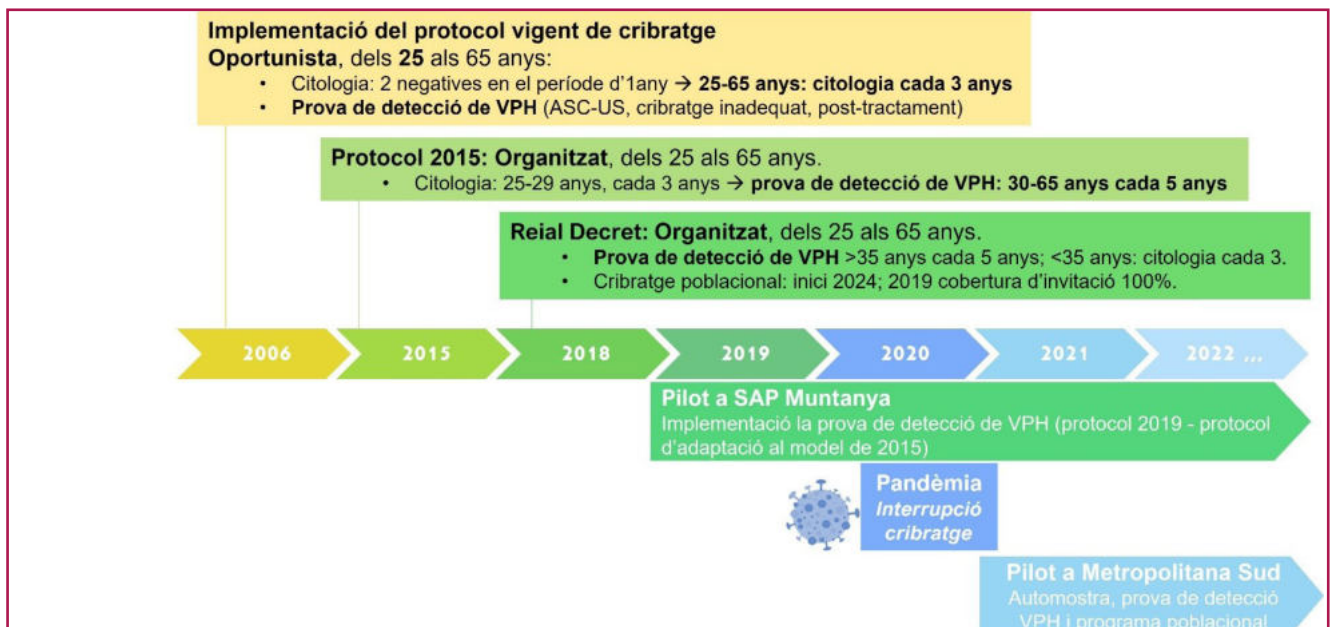 Implementació del protocol vigent de cribratge
Oportunista, dels 25 als 65 anys:
• Citologia: 2 negatives en el període d'1any → 25-65 anys: citologia cada 3 anys
• Prova de detecció de VPH (ASC-US, cribratge inadequat, post-tractament)
Protocol 2015: Organitzat, dels 25 als 65 anys.
• Citologia: 25-29 anys, cada 3 anys → prova de detecció de VPH: 30-65 anys cada 5 anys
Reial Decret: Organitzat, dels 25 als 65 anys.
• Prova de detecció de VPH >35 anys cada 5 anys; <35 anys: citologia cada 3.
• Cribratge poblacional: inici 2024; 2019 cobertura d'invitació 100%.
2006 2015 2018 2019 2020 2021 2022 ...
Pilot a SAP Muntanya
Implementació la prova de detecció de VPH (protocol 2019 - protocol
d'adaptació al model de 2015)
Pandèmia
Interrupció
cribratge
Pilot a Metropolitana Sud
Automostra, prova de detecció
VPH i programa poblacional